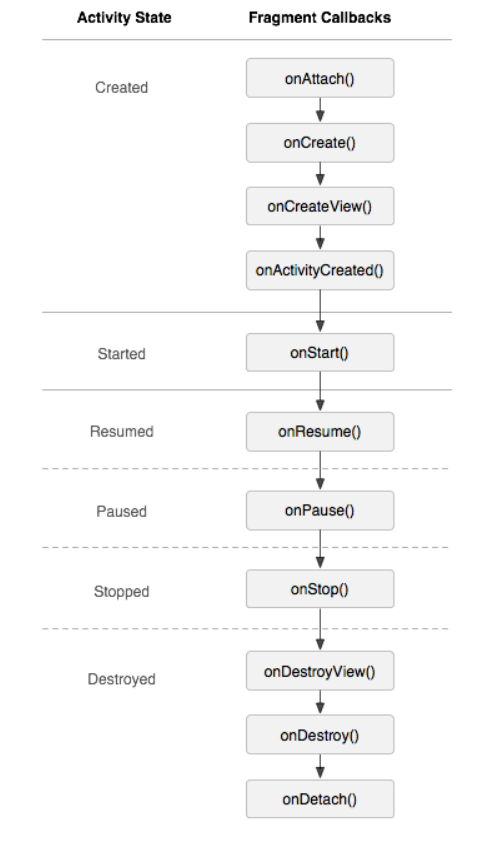 Activity State Fragment Callbacks
Created
onAttach()
onCreate()
onCreateView()
onActivityCreated()
Started
onStart()
Resumed
onResume()
Paused
onPause()
Stopped
onStop()
Destroyed
onDestroyView()
onDestroy()
onDetach()